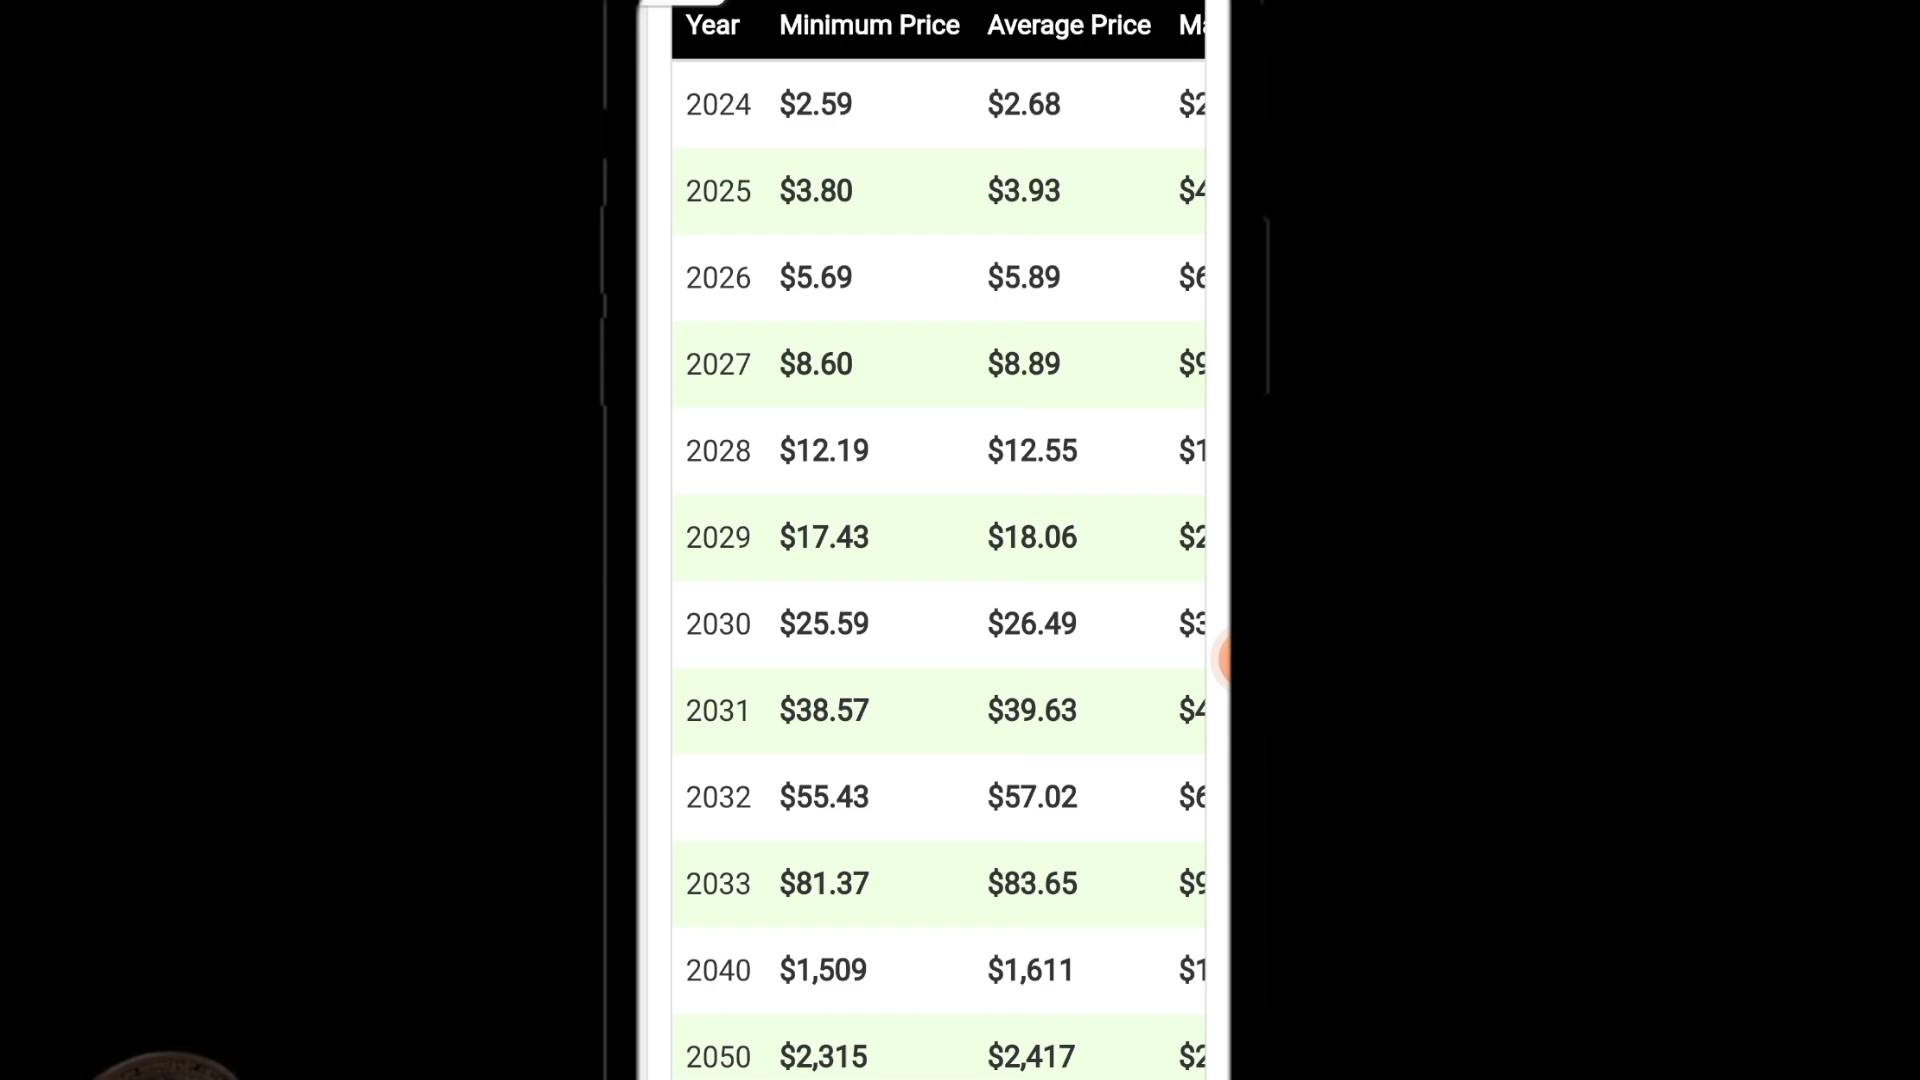 Year Minimum Price Average Price
2024 $2.59 $2.68
2025 $3.80 $3.93
2026 $5.69 $5.89
2027 $8.60 $8.89
2028 $12.19 $12.55
2029 $17.43 $18.06
2030 $25.59 $26.49
2031 $38.57 $39.63
2032 $55.43 $57.02
2033 $81.37 $83.65
2040 $1,509 $1,611
2050 $2,315 $2,417